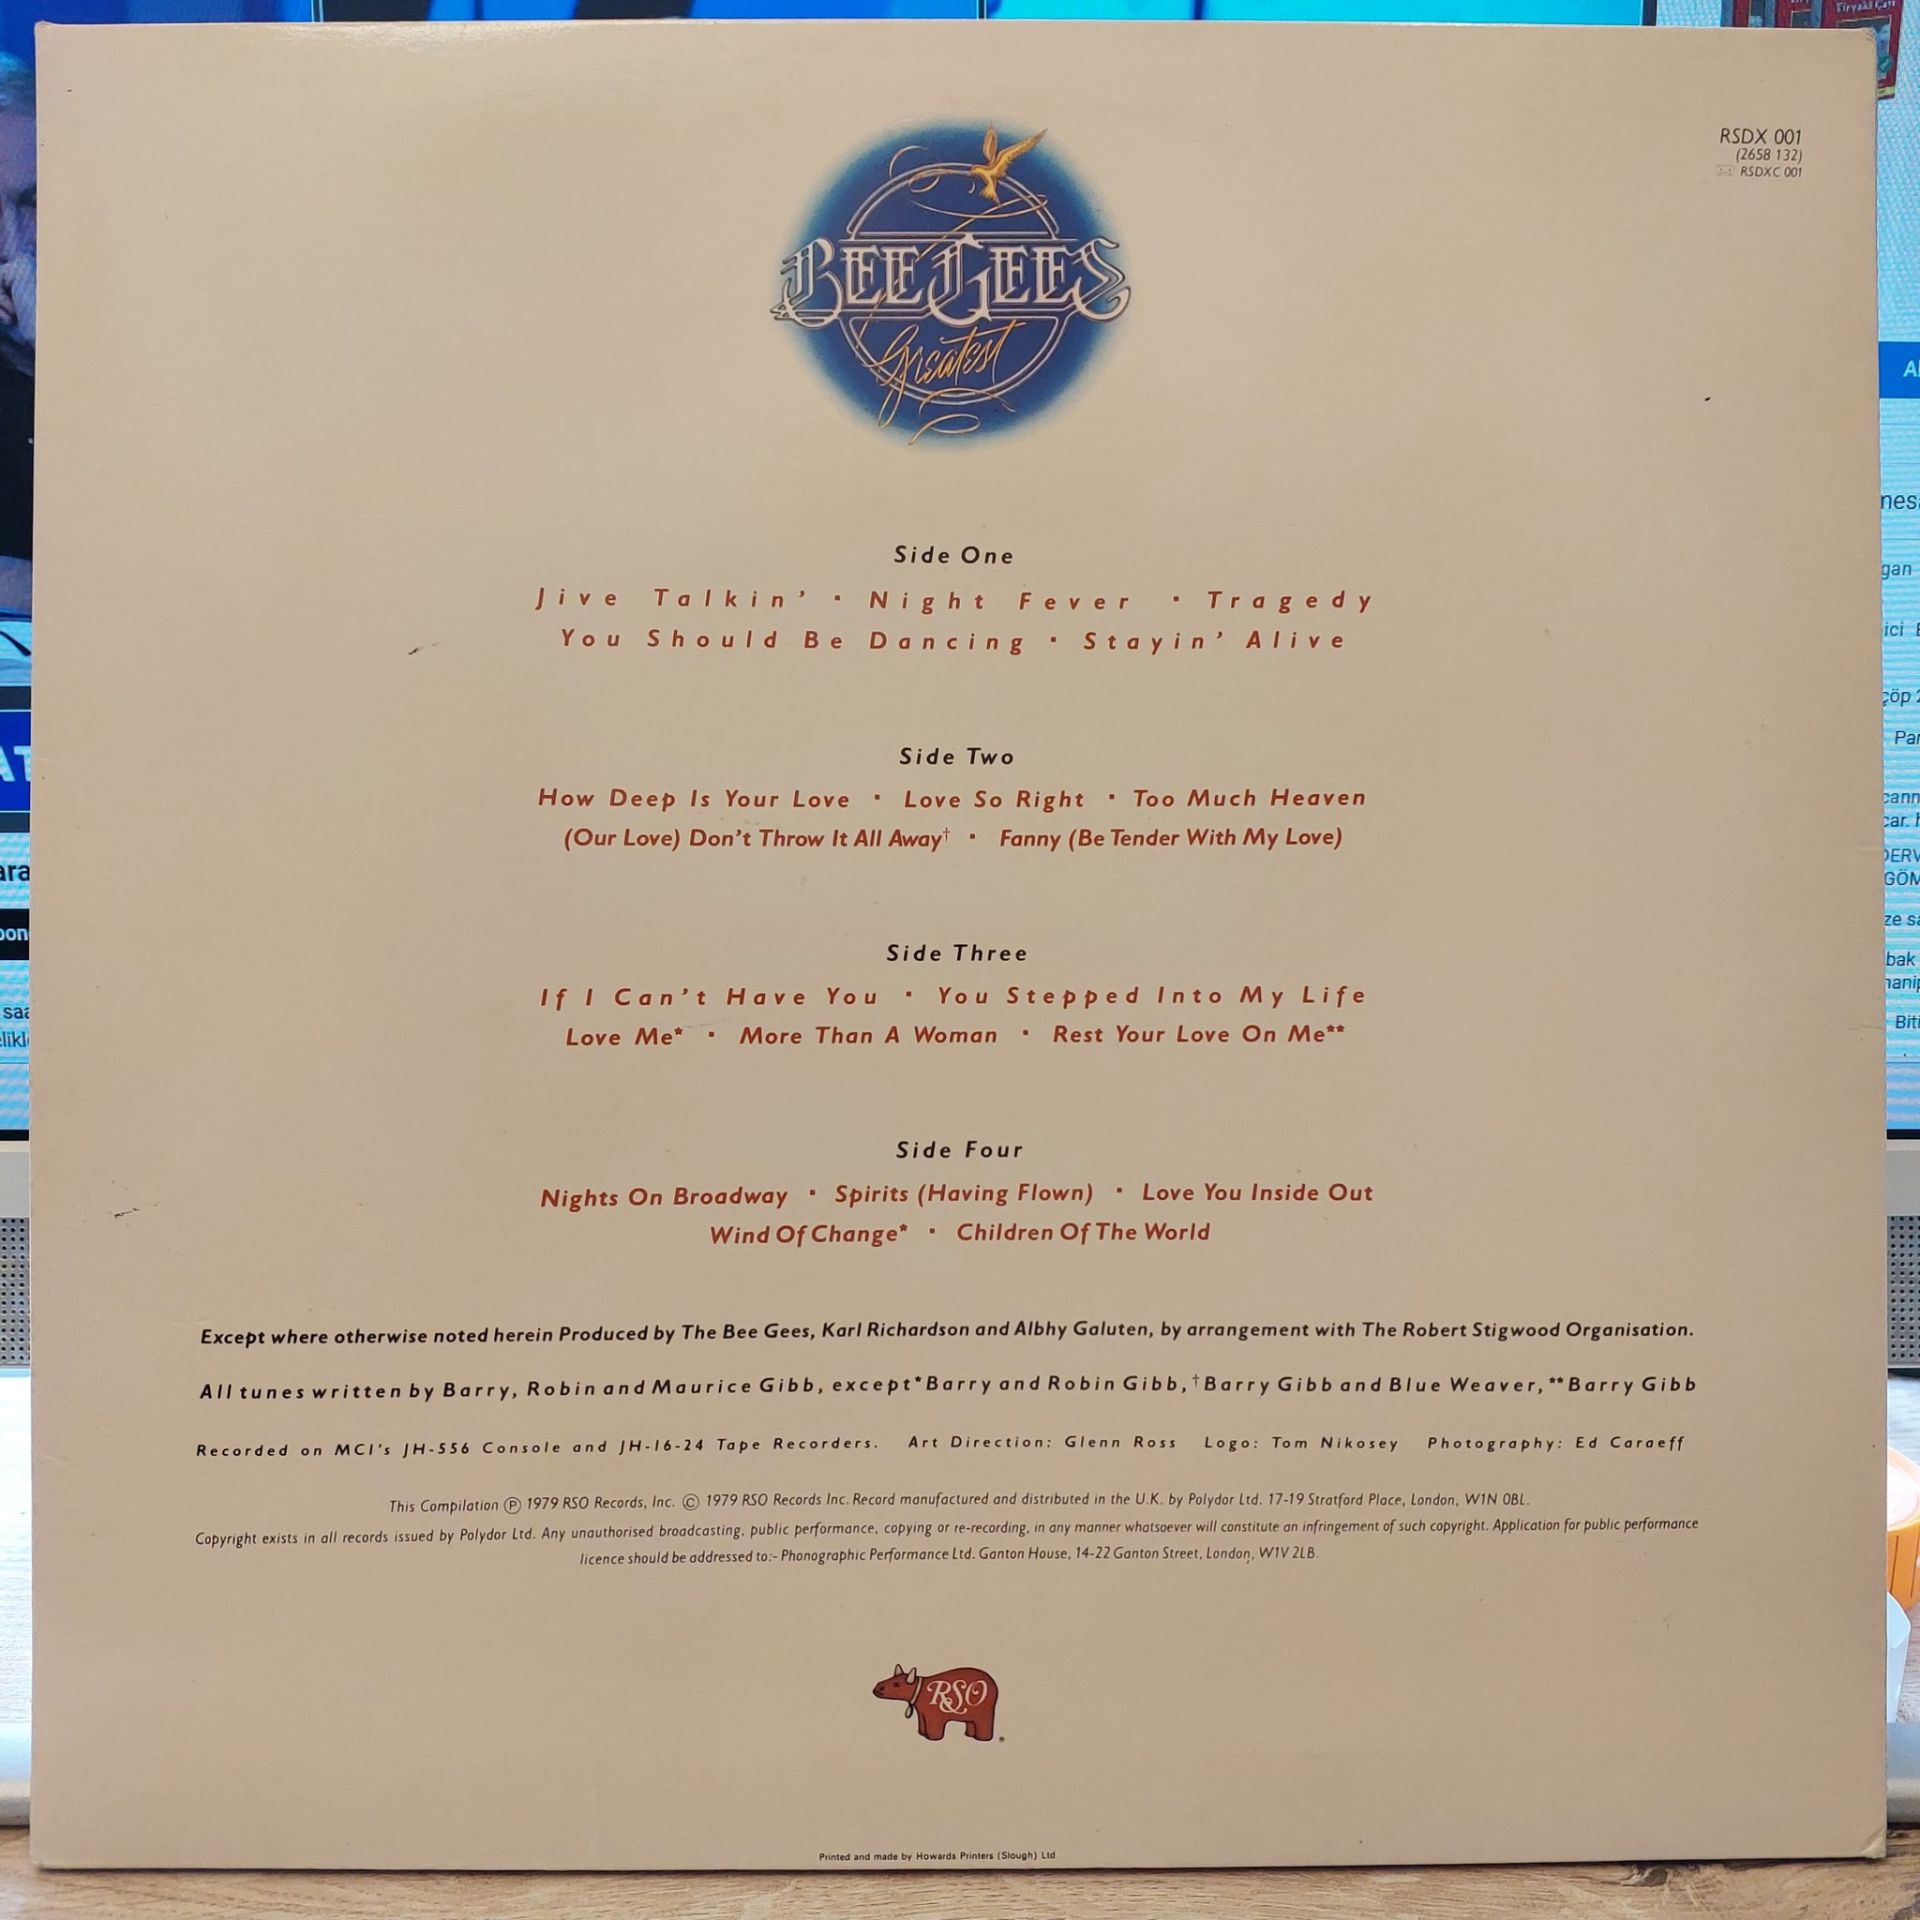 RSDX 001
(2658 132)
RSDXC 001
BEE GEES
Greatest
Side One
Jive Talkin' · Night Fever · Tragedy
You Should Be Dancing · Stayin' Alive
Side Two
How Deep Is Your Love · Love So Right · Too Much Heaven
(Our Love) Don't Throw It All Away† · Fanny (Be Tender With My Love)
Side Three
If I Can't Have You · You Stepped Into My Life
Love Me* · More Than A Woman · Rest Your Love On Me**
Side Four
Nights On Broadway · Spirits (Having Flown) · Love You Inside Out
Wind Of Change* · Children Of The World
Except where otherwise noted herein Produced by The Bee Gees, Karl Richardson and Albhy Galuten, by arrangement with The Robert Stigwood Organisation.
All tunes written by Barry, Robin and Maurice Gibb, except *Barry and Robin Gibb, †Barry Gibb and Blue Weaver, **Barry Gibb
Recorded on MCI's JH-556 Console and JH-16-24 Tape Recorders. Art Direction: Glenn Ross Logo: Tom Nikosey Photography: Ed Caraeff
This Compilation Ⓟ 1979 RSO Records, Inc. © 1979 RSO Records Inc. Record manufactured and distributed in the U.K. by Polydor Ltd. 17-19 Stratford Place, London, W1N 0BL.
Copyright exists in all records issued by Polydor Ltd. Any unauthorised broadcasting, public performance, copying or re-recording, in any manner whatsoever will constitute an infringement of such copyright. Application for public performance
licence should be addressed to:- Phonographic Performance Ltd. Ganton House, 14-22 Ganton Street, London, W1V 2LB.
RSO
Printed and made by Howards Printers (Slough) Ltd